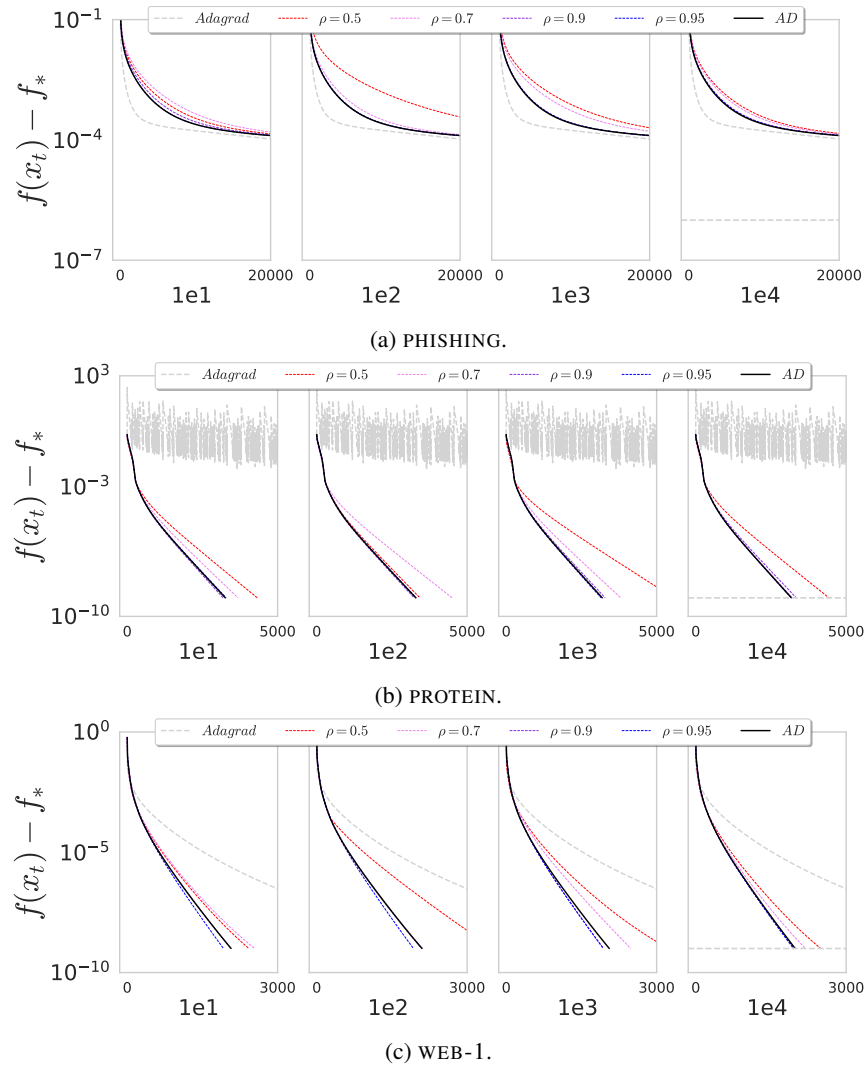 10^{-1}
Adagrad ρ = 0.5 ρ = 0.7 ρ = 0.9 ρ = 0.95 AD
f(x_t) − f_*
10^{-4}
10^{-7}
0 20000 0 20000 0 20000 0 20000
1e1 1e2 1e3 1e4
(a) PHISHING.
10^{3}
Adagrad ρ = 0.5 ρ = 0.7 ρ = 0.9 ρ = 0.95 AD
f(x_t) − f_*
10^{-3}
10^{-10}
0 5000 0 5000 0 5000 0 5000
1e1 1e2 1e3 1e4
(b) PROTEIN.
10^{0}
Adagrad ρ = 0.5 ρ = 0.7 ρ = 0.9 ρ = 0.95 AD
f(x_t) − f_*
10^{-5}
10^{-10}
0 3000 0 3000 0 3000 0 3000
1e1 1e2 1e3 1e4
(c) WEB-1.